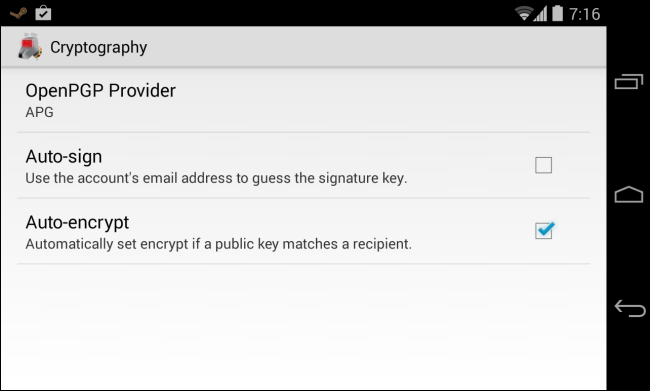 7:16
Cryptography
OpenPGP Provider
APG
Auto-sign
Use the account's email address to guess the signature key.
Auto-encrypt
Automatically set encrypt if a public key matches a recipient.